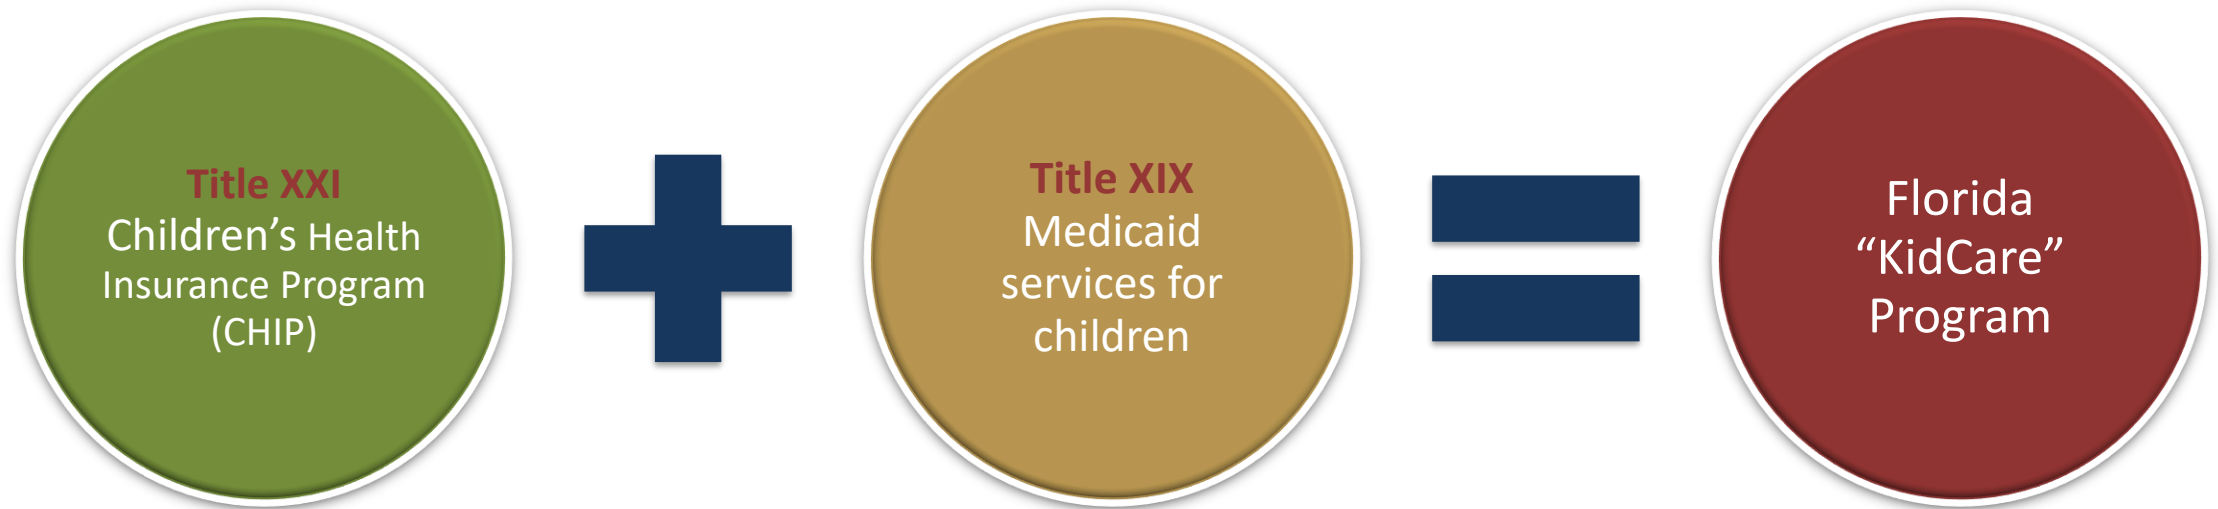 Title XXI
Children’s Health
Insurance Program
(CHIP)
Title XIX
Medicaid
services for
children
Florida
“KidCare”
Program